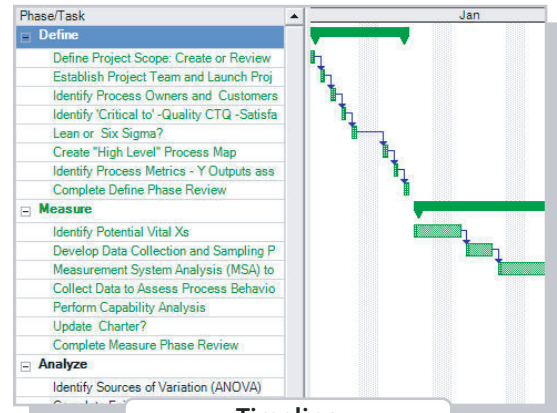 Phase/Task
Jan
Define
Define Project Scope: Create or Review
Establish Project Team and Launch Proj
Identify Process Owners and Customers
Identify 'Critical to' -Quality CTQ -Satisfa
Lean or Six Sigma?
Create "High Level" Process Map
Identify Process Metrics - Y Outputs ass
Complete Define Phase Review
Measure
Identify Potential Vital Xs
Develop Data Collection and Sampling P
Measurement System Analysis (MSA) to
Collect Data to Assess Process Behavio
Perform Capability Analysis
Update Charter?
Complete Measure Phase Review
Analyze
Identify Sources of Variation (ANOVA)